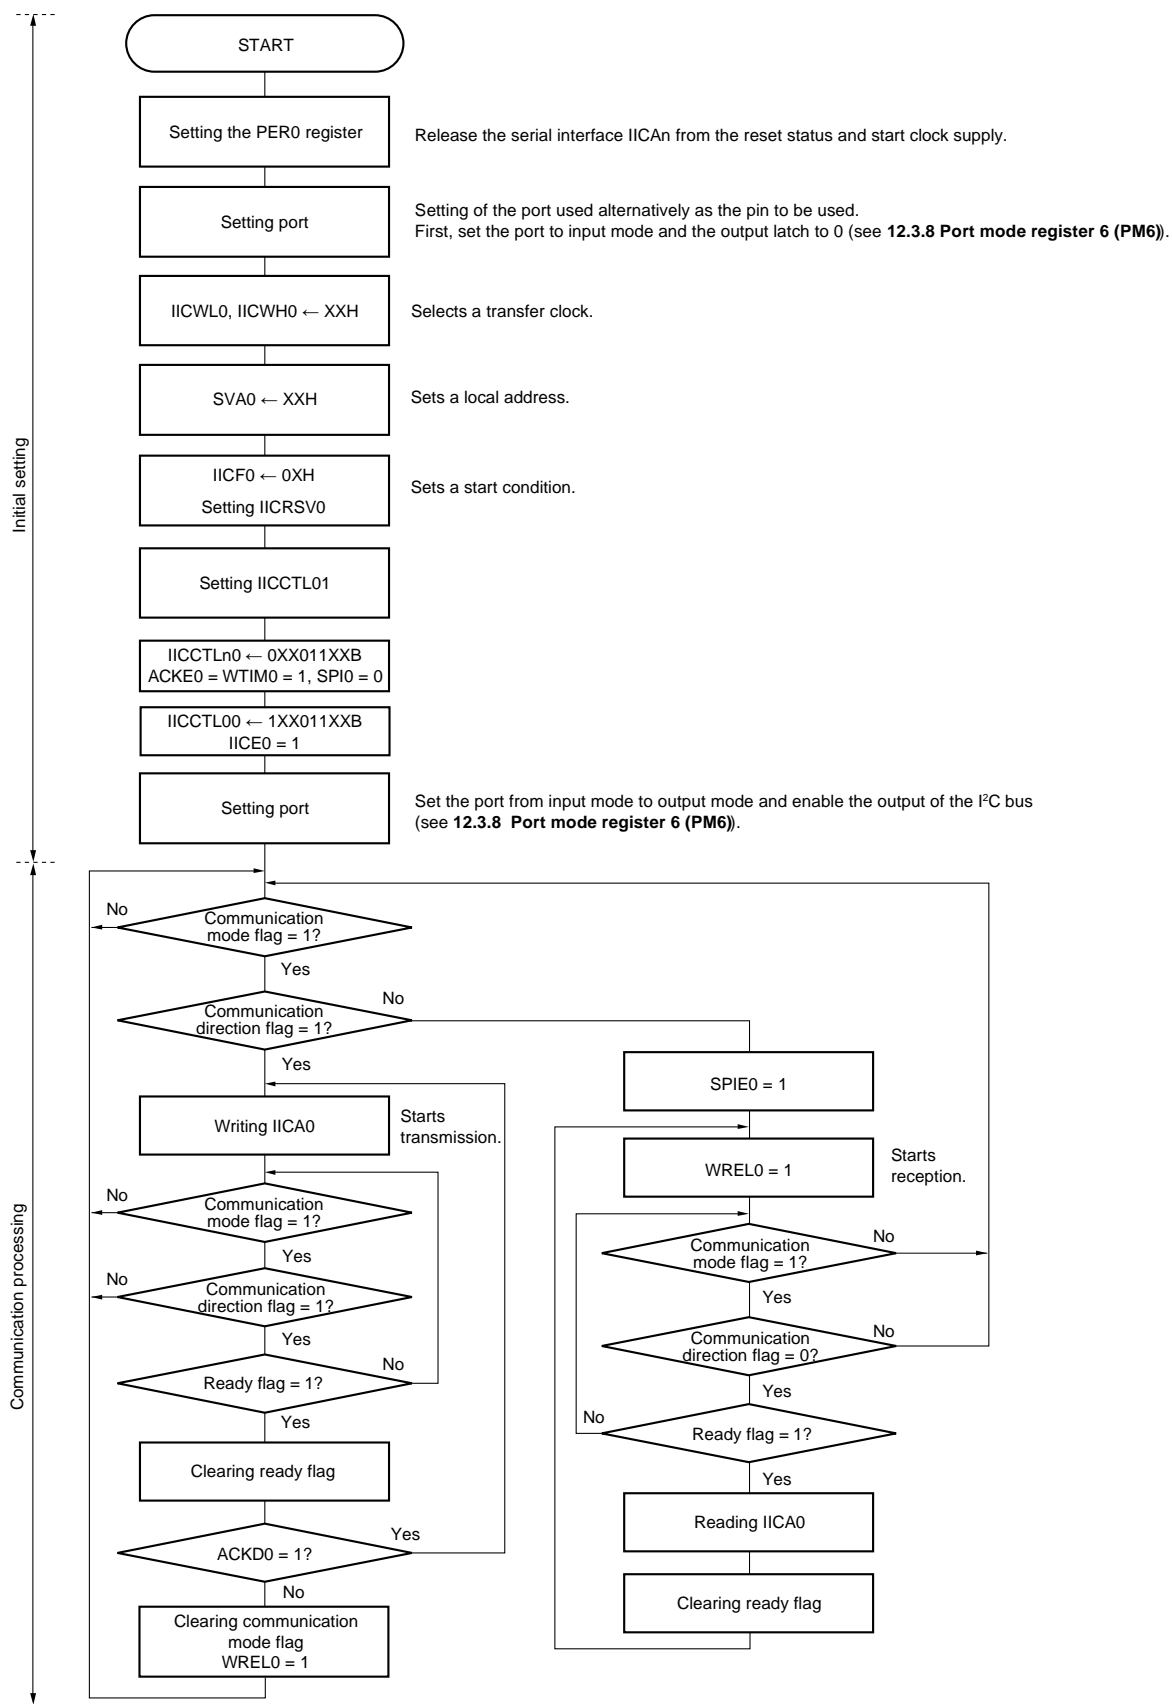 START
Setting the PER0 register
Release the serial interface IICAn from the reset status and start clock supply.
Setting port
Setting of the port used alternatively as the pin to be used.
First, set the port to input mode and the output latch to 0 (see 12.3.8 Port mode register 6 (PM6)).
IICWL0, IICWH0 ← XXH
Selects a transfer clock.
SVA0 ← XXH
Sets a local address.
IICF0 ← 0XH
Setting IICRSV0
Sets a start condition.
Initial setting
Setting IICCTL01
IICCTLn0 ← 0XX011XXB
ACKE0 = WTIM0 = 1, SPI0 = 0
IICCTL00 ← 1XX011XXB
IICE0 = 1
Setting port
Set the port from input mode to output mode and enable the output of the I²C bus
(see 12.3.8 Port mode register 6 (PM6)).
Communication processing
No
Communication
mode flag = 1?
Yes
Communication
direction flag = 1?
No
Yes
Writing IICA0
Starts
transmission.
No
Communication
mode flag = 1?
Yes
No
Communication
direction flag = 1?
Yes
Ready flag = 1?
No
Yes
Clearing ready flag
ACKD0 = 1?
Yes
No
Clearing communication
mode flag
WREL0 = 1
SPIE0 = 1
WREL0 = 1
Starts
reception.
Communication
mode flag = 1?
No
Yes
Communication
direction flag = 0?
No
Yes
No
Ready flag = 1?
Yes
Reading IICA0
Clearing ready flag